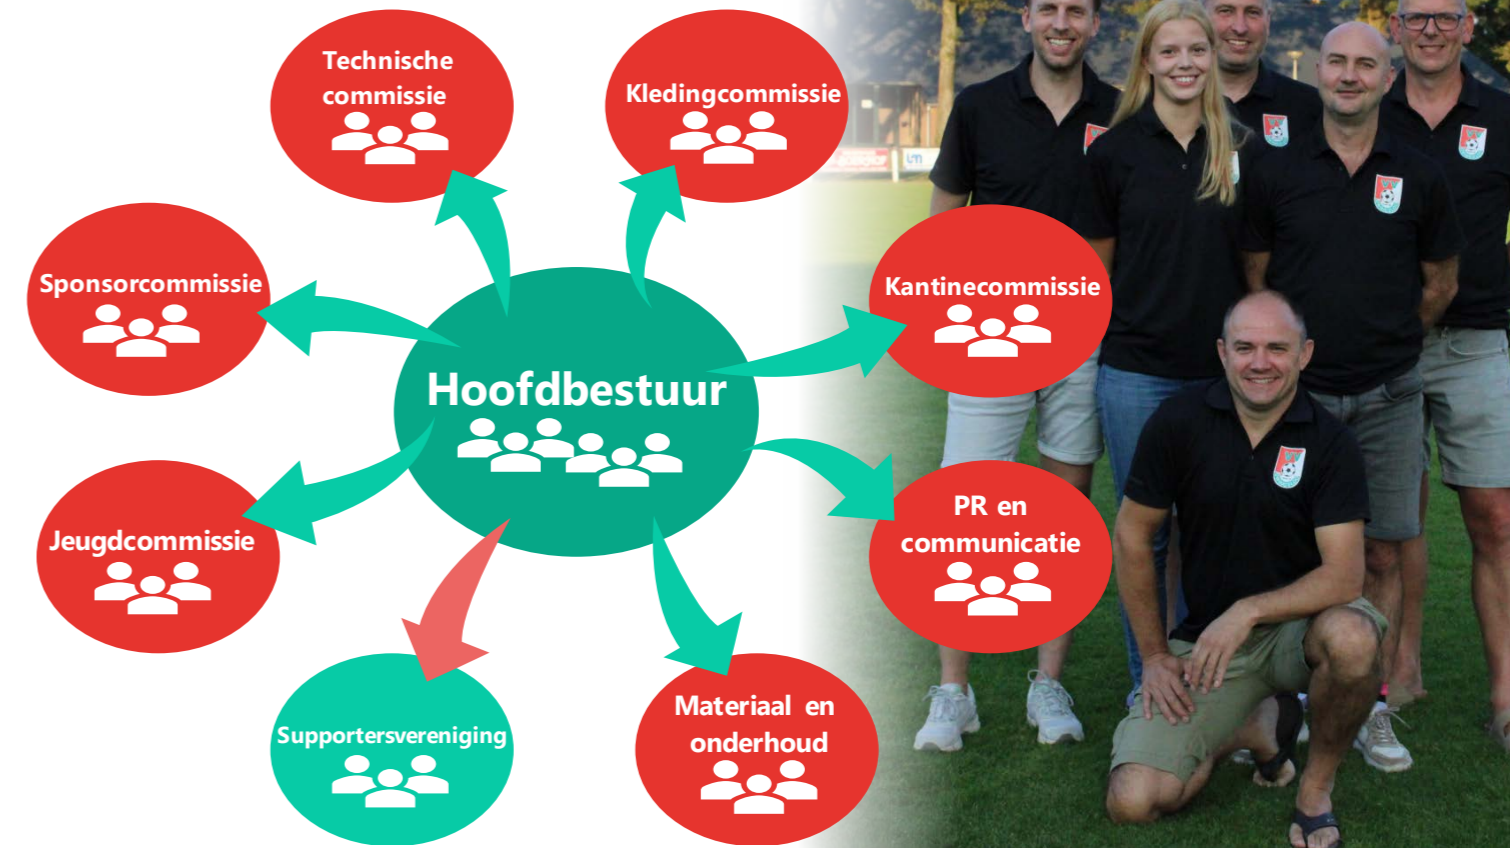 Technische
commissie
Kledingcommissie
Sponsorcommissie
Kantinecommissie
Hoofdbestuur
Jeugdcommissie
PR en
communicatie
Supportersvereniging
Materiaal en
onderhoud